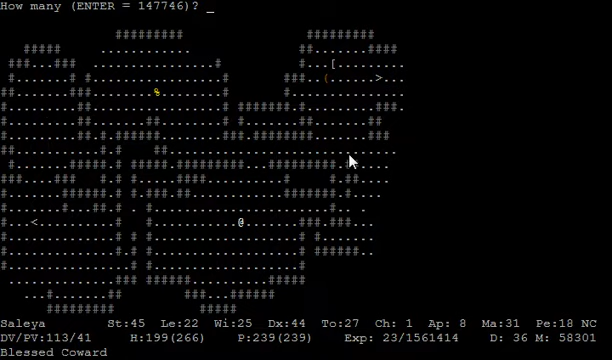 How many (ENTER = 147746)? _
Saleya St:45 Le:22 Wi:25 Dx:44 To:27 Ch: 1 Ap: 8 Ma:31 Pe:18 NC
DV/PV:113/41 H:199(266) P:239(239) Exp: 23/1561414 D: 36 M: 58301
Blessed Coward